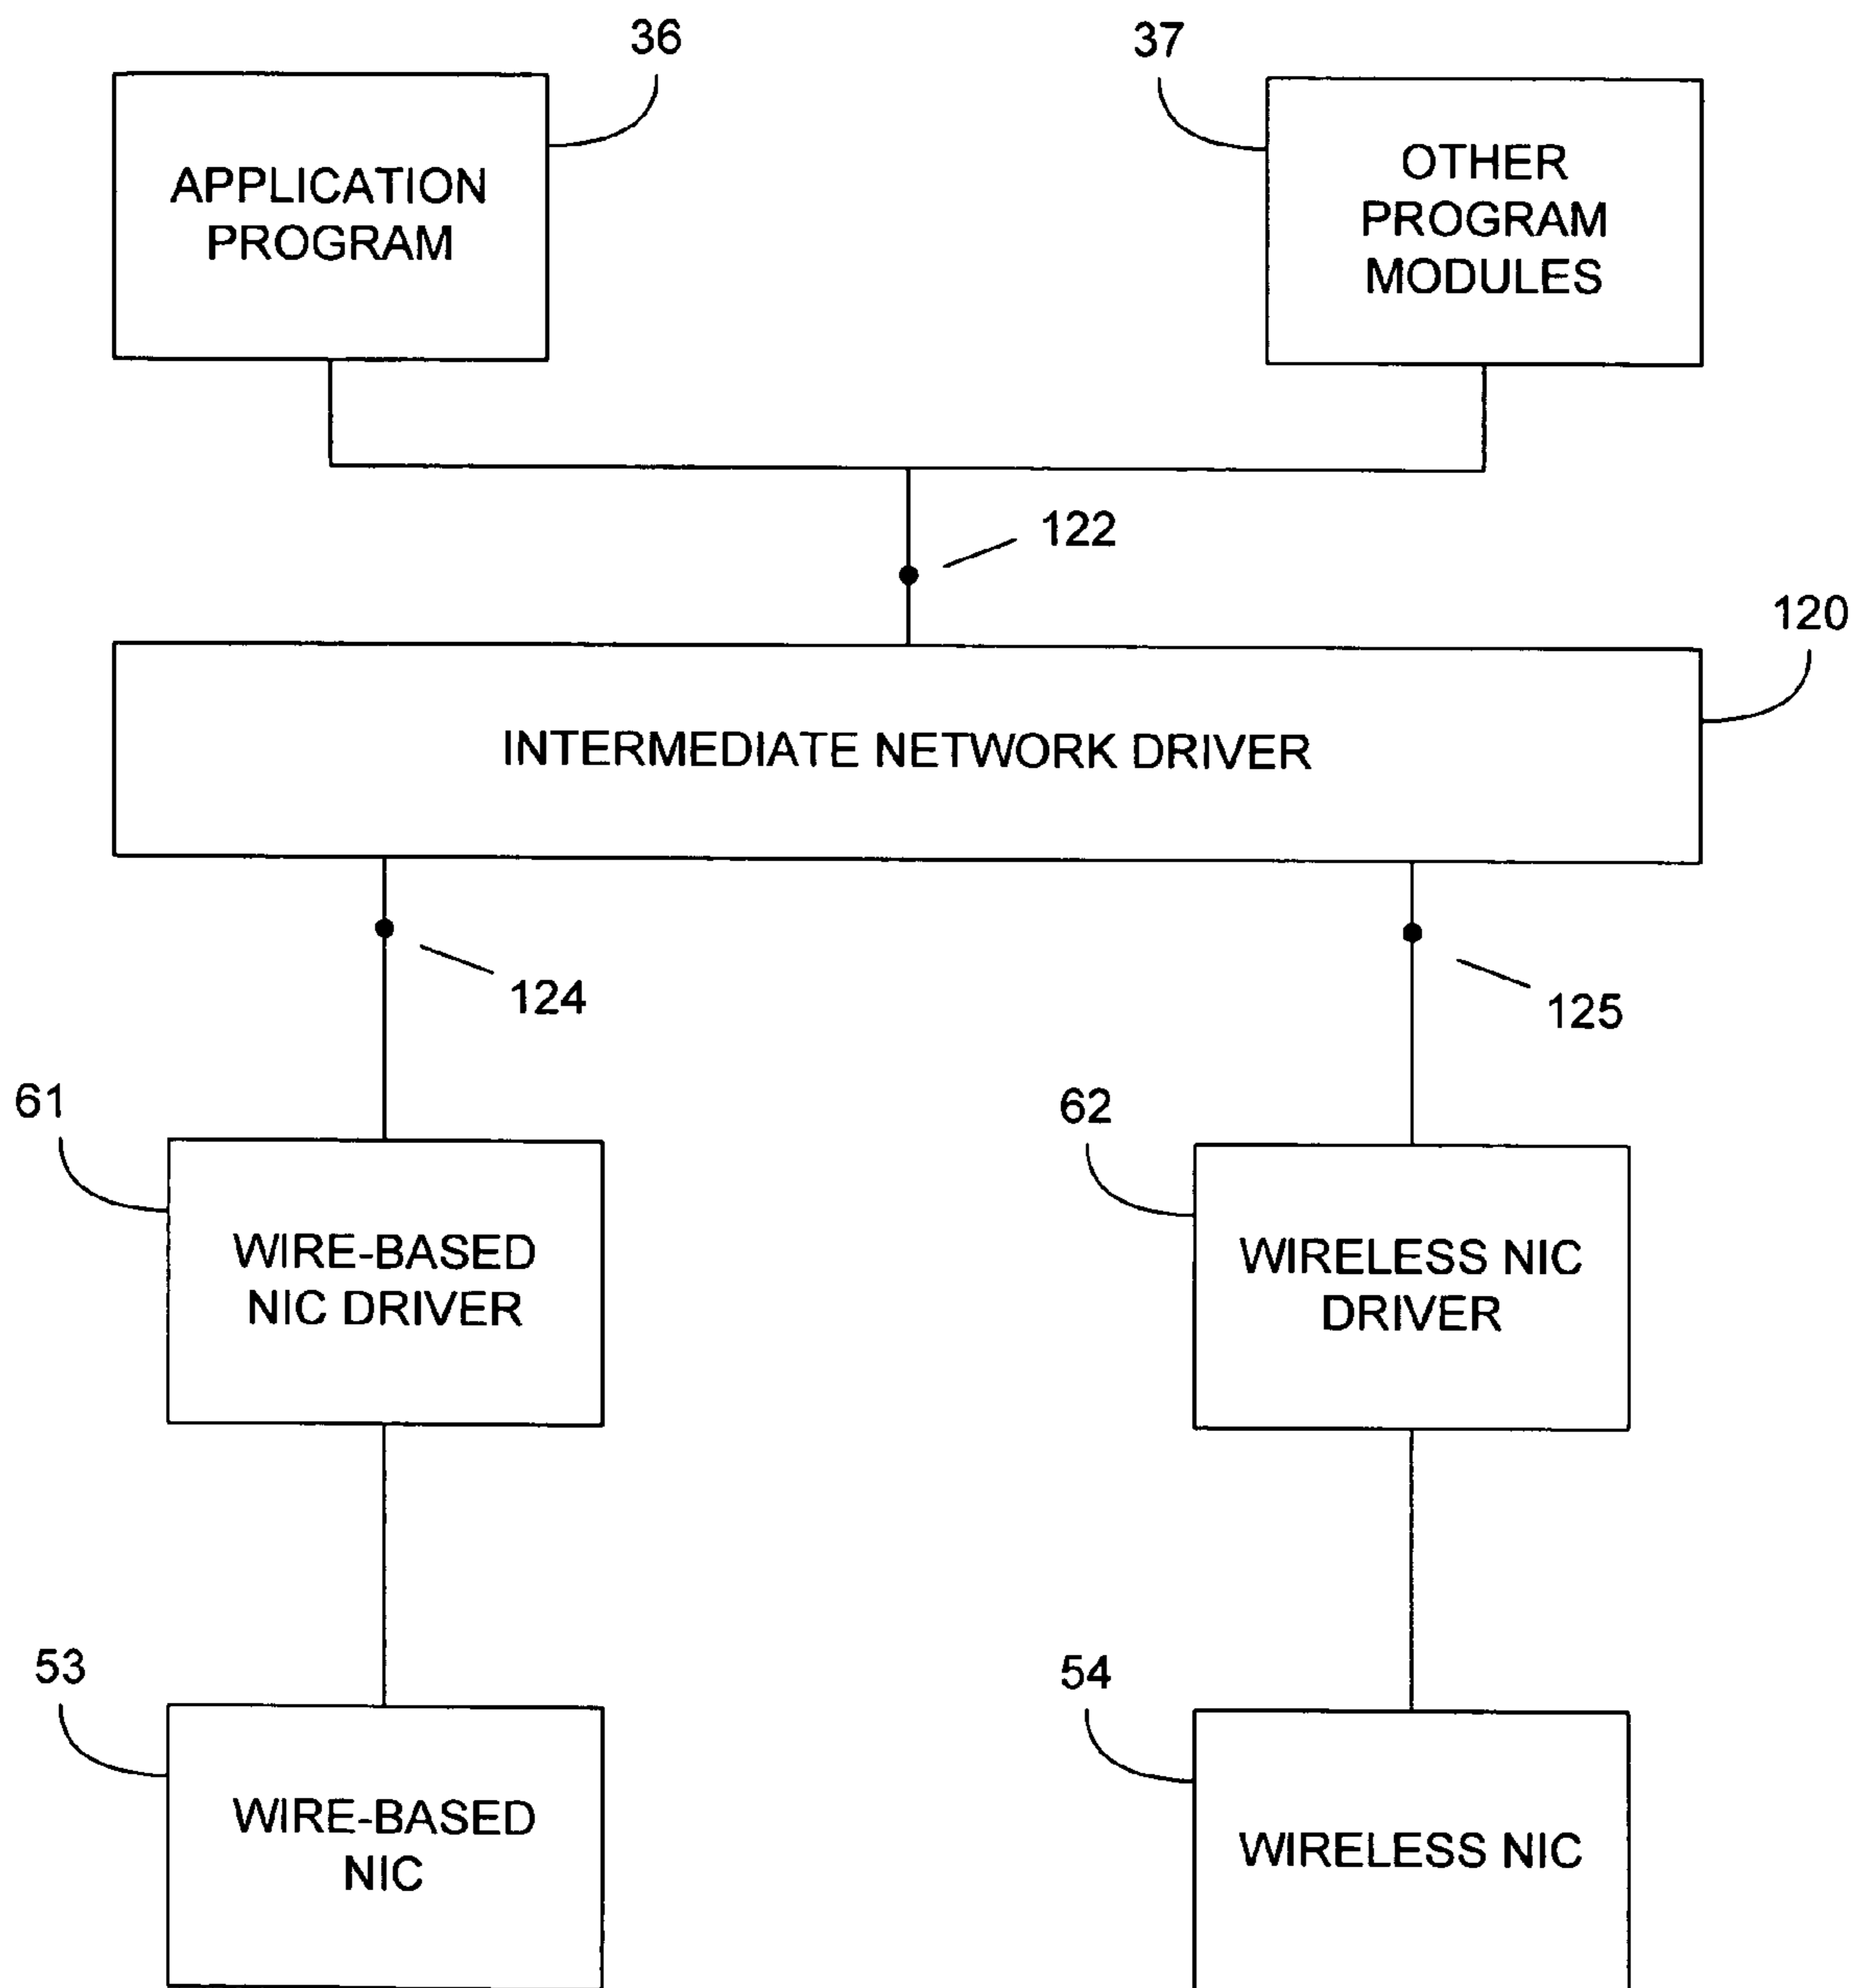 36
37
APPLICATION
PROGRAM
OTHER
PROGRAM
MODULES
122
120
INTERMEDIATE NETWORK DRIVER
124
125
61
62
WIRE-BASED
NIC DRIVER
WIRELESS NIC
DRIVER
53
54
WIRE-BASED
NIC
WIRELESS NIC